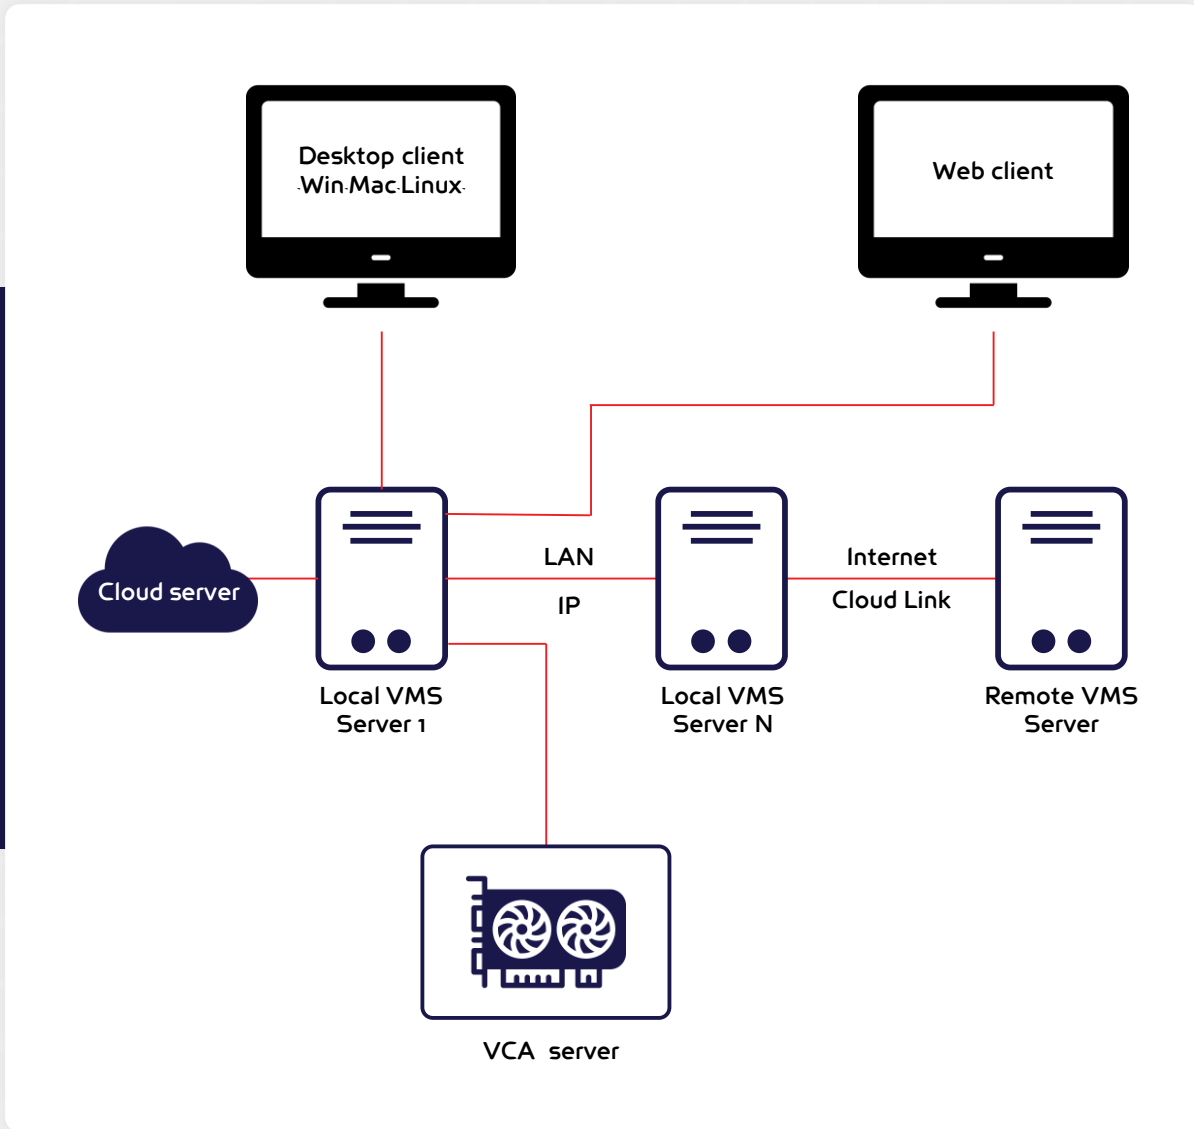 Desktop client
Win Mac Linux
Web client
LAN
IP
Internet
Cloud Link
Cloud server
Local VMS
Server 1
Local VMS
Server N
Remote VMS
Server
VCA server